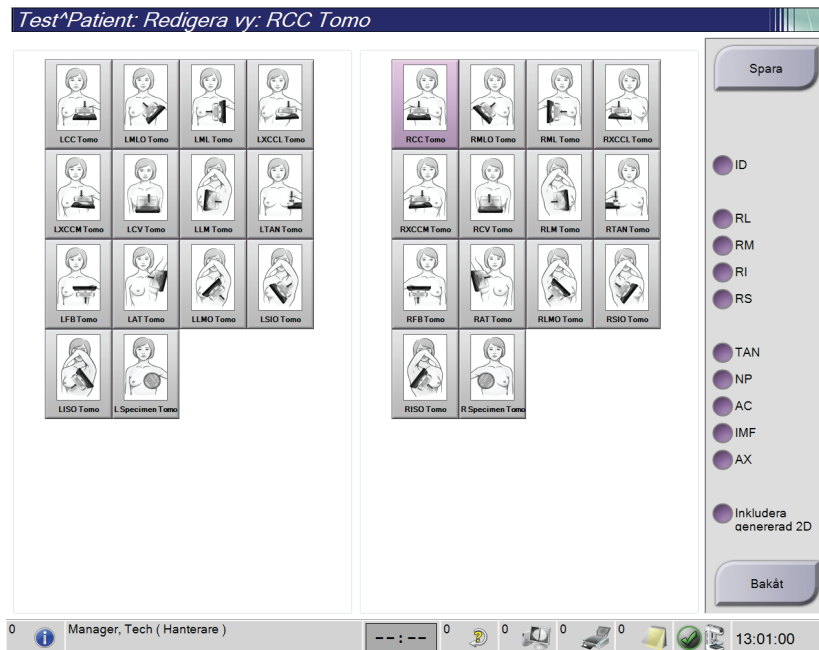 Test^Patient: Redigera vy: RCC Tomo
LCC Tomo LMLO Tomo LML Tomo LXCCL Tomo
LXCCM Tomo LCV Tomo LLM Tomo LTAN Tomo
LFB Tomo LAT Tomo LLMO Tomo LSIO Tomo
LISO Tomo L Specimen Tomo
RCC Tomo RMLO Tomo RML Tomo RXCCL Tomo
RXCCM Tomo RCV Tomo RLM Tomo RTAN Tomo
RFB Tomo RAT Tomo RLMO Tomo RSIO Tomo
RISO Tomo R Specimen Tomo
Spara
ID
RL
RM
RI
RS
TAN
NP
AC
IMF
AX
Inkludera
genererad 2D
Bakåt
0 Manager, Tech ( Hanterare ) --:-- 0 0 0 0 13:01:00